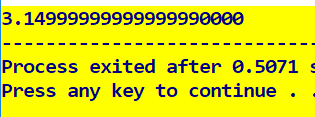 3.14999999999999990000
-----------------------------
Process exited after 0.5071 s
Press any key to continue . .